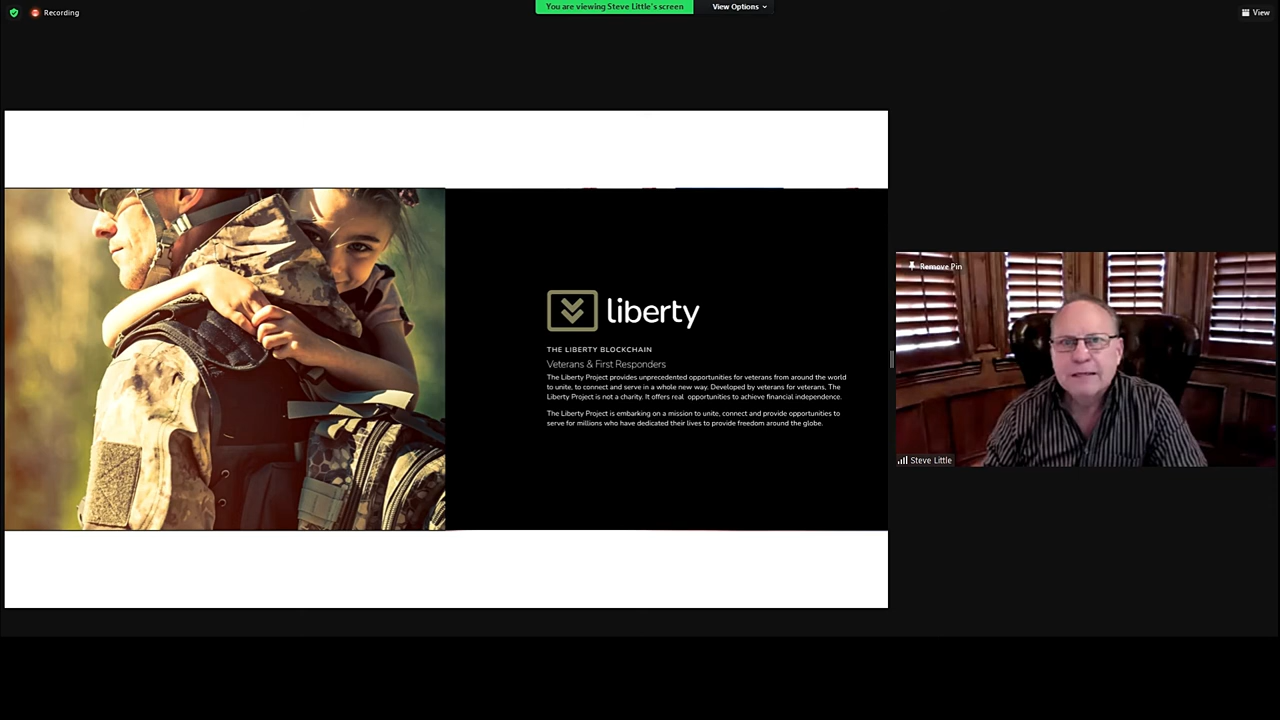 Recording
You are viewing Steve Little's screen
View Options
View
liberty
THE LIBERTY BLOCKCHAIN
Veterans & First Responders
The Liberty Project provides unprecedented opportunities for veterans from around the world
to unite, to connect and serve in a whole new way. Developed by veterans for veterans. The
Liberty Project is not a charity. It offers real  opportunities to achieve financial independence.
The Liberty Project is embarking on a mission to unite, connect and provide opportunities to
serve for millions who have dedicated their lives to provide freedom around the globe.
Remove Pin
Steve Little